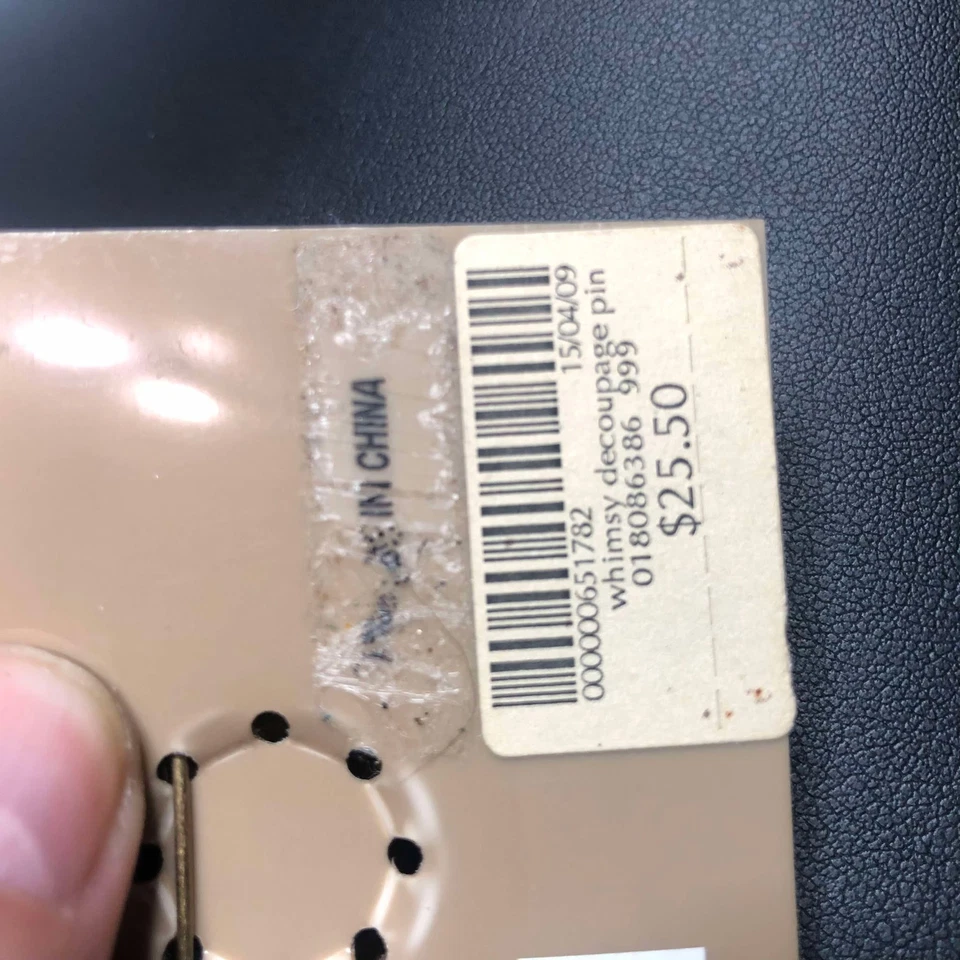 IN CHINA
15/04/09
0000000651782
whimsy decoupage pin
018086386 999
$25.50